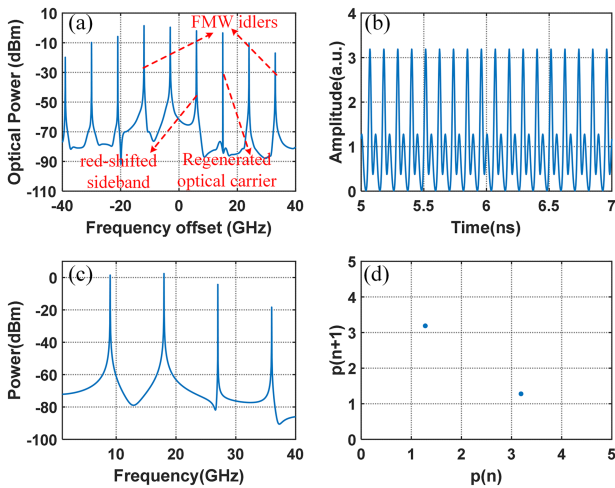 (a)
FMW idlers
red-shifted
sideband
Regenerated
optical carrier
Optical Power (dBm)
10
-10
-30
-50
-70
-90
-110
-40
-20
0
20
40
Frequency offset (GHz)
(b)
Amplitude(a.u.)
4
3
2
1
0
5
5.5
6
6.5
7
Time(ns)
(c)
Power(dBm)
0
-20
-40
-60
-80
-100
10
20
30
40
Frequency(GHz)
(d)
p(n+1)
5
4
3
2
1
0
0
1
2
3
4
5
p(n)